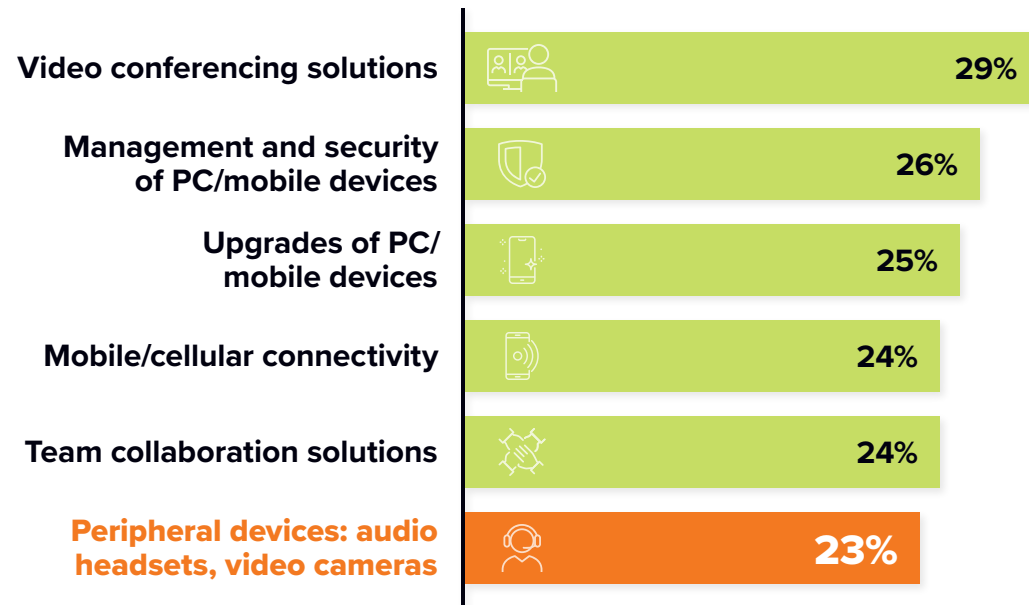 Video conferencing solutions
29%
Management and security
of PC/mobile devices
26%
Upgrades of PC/
mobile devices
25%
Mobile/cellular connectivity
24%
Team collaboration solutions
24%
Peripheral devices: audio
headsets, video cameras
23%